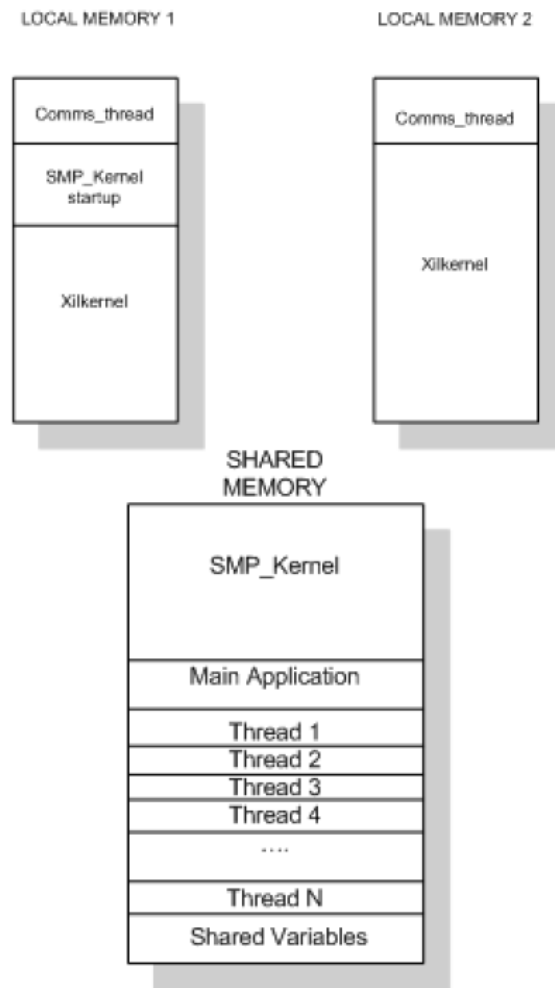 LOCAL MEMORY 1
LOCAL MEMORY 2
Comms_thread
SMP_Kernel
startup
Xilkernel
Comms_thread
Xilkernel
SHARED
MEMORY
SMP_Kernel
Main Application
Thread 1
Thread 2
Thread 3
Thread 4
....
Thread N
Shared Variables